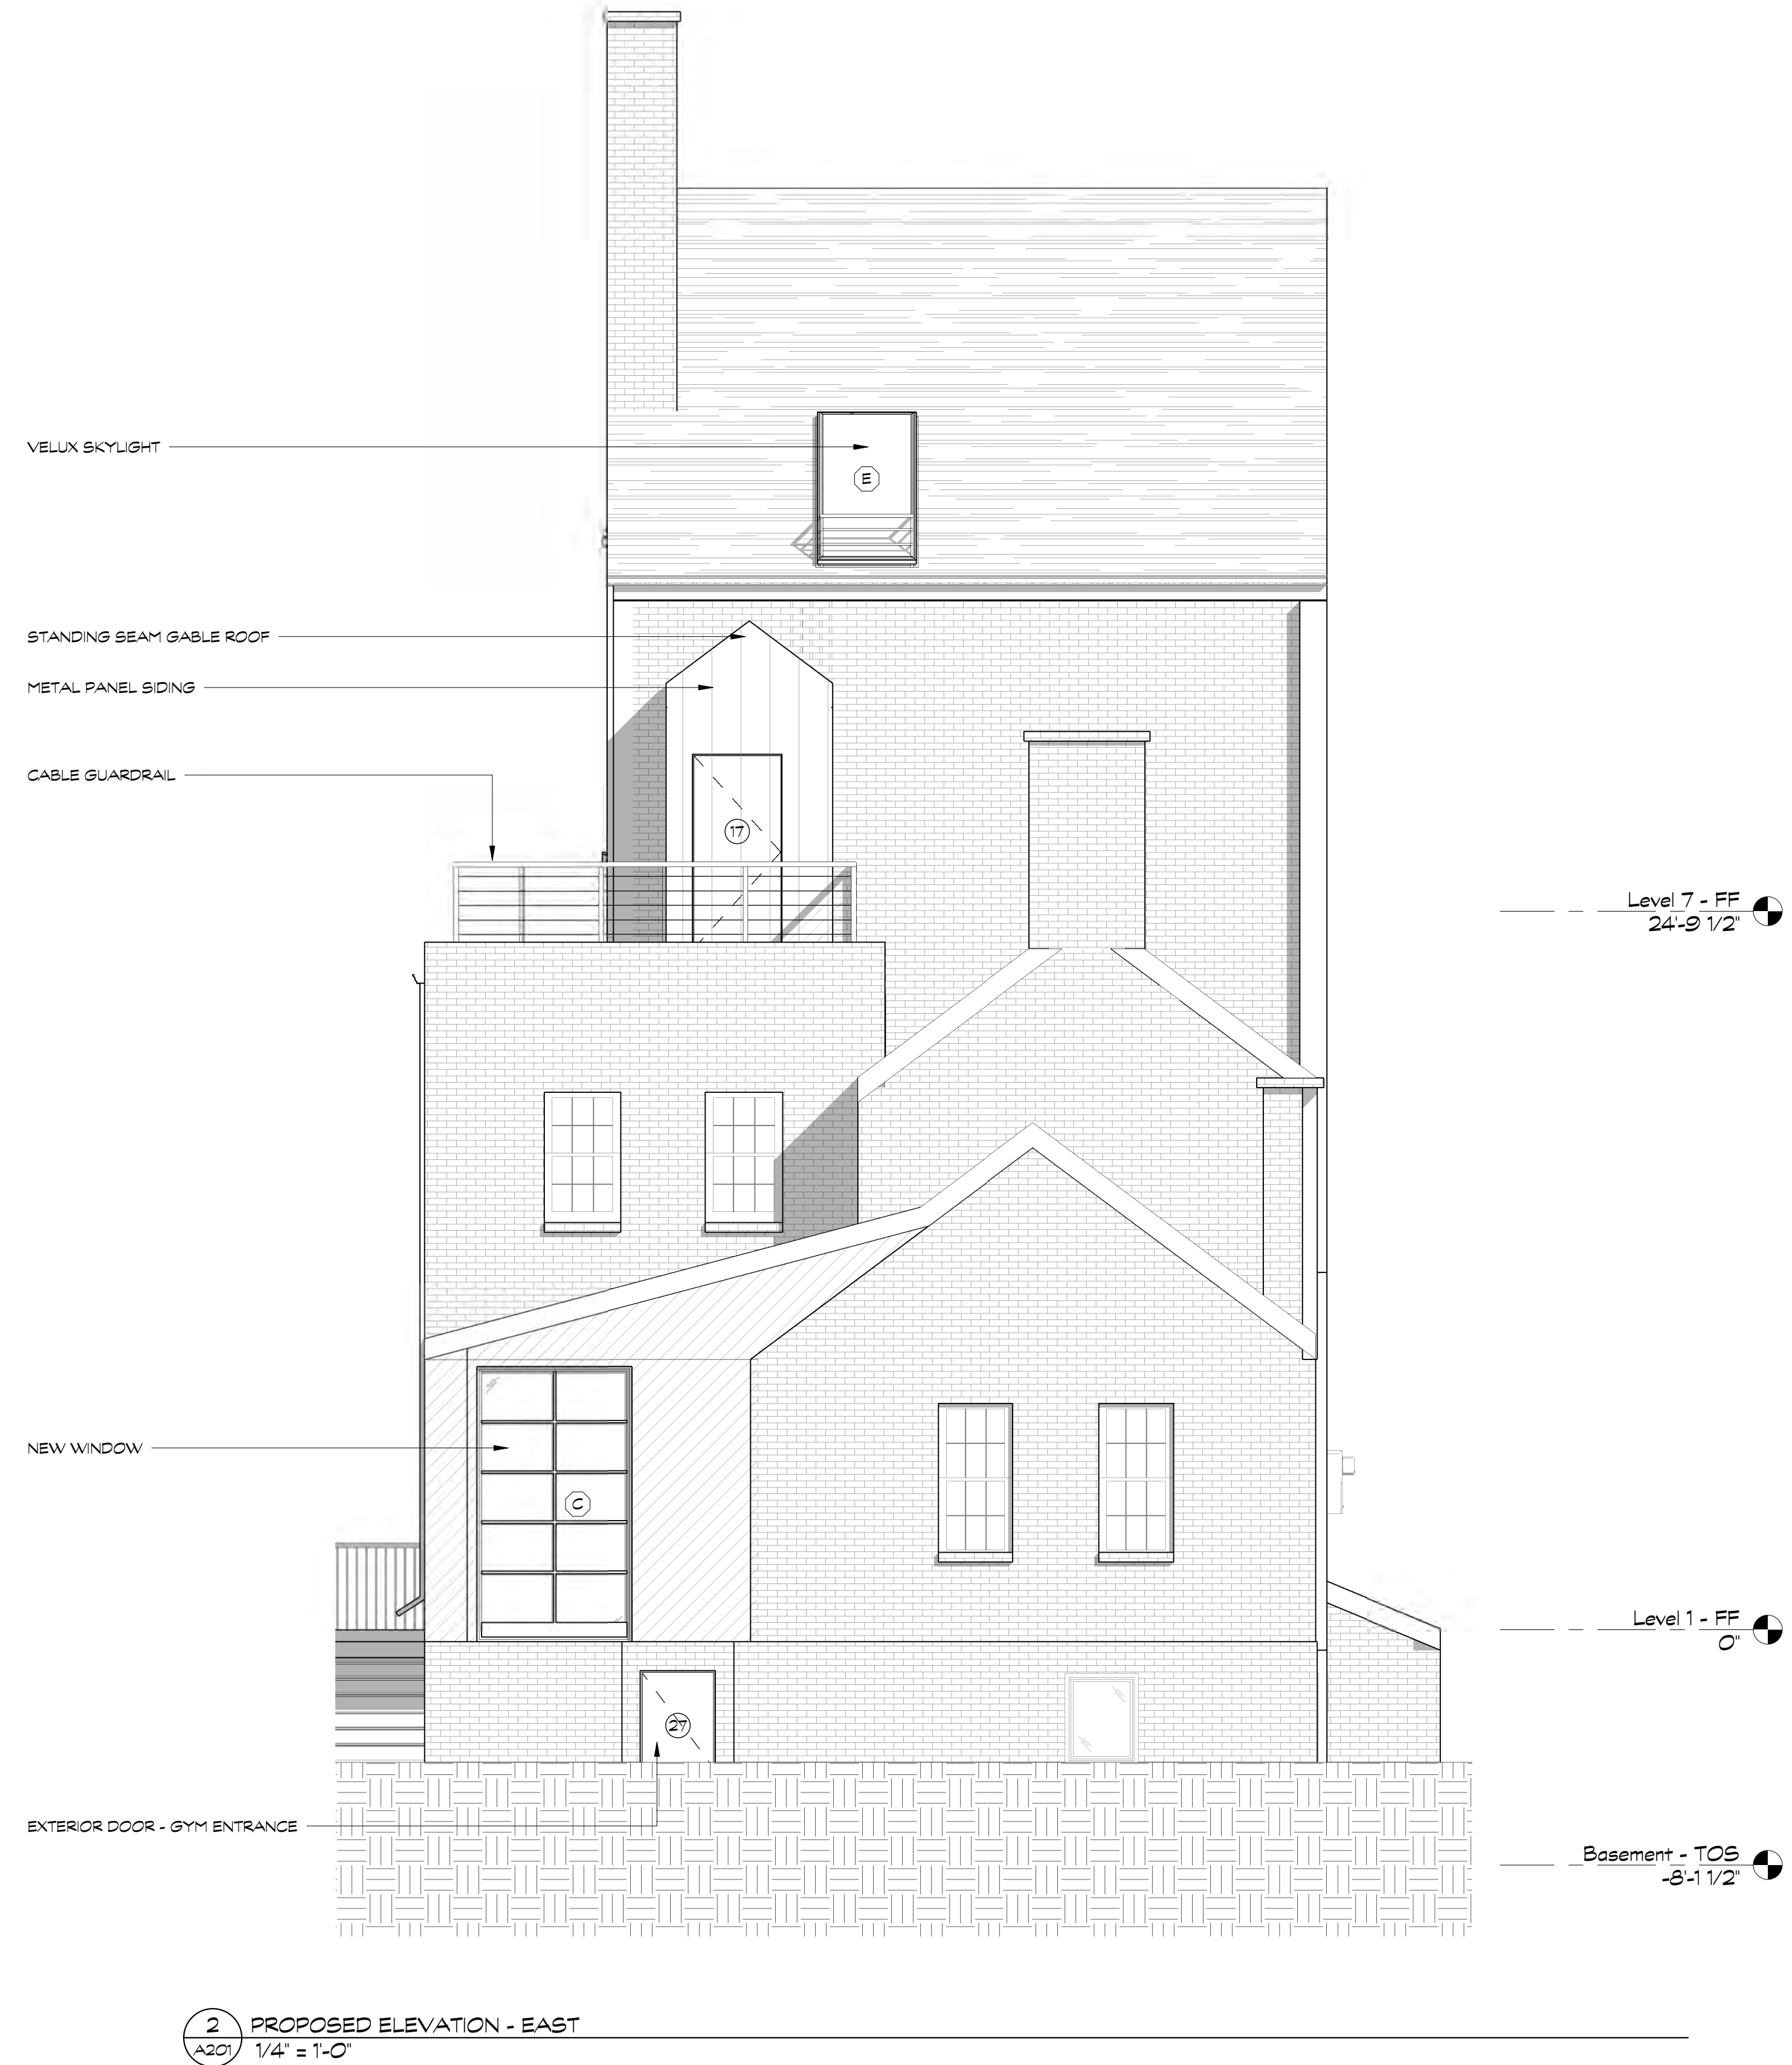 VELUX SKYLIGHT
E
STANDING SEAM GABLE ROOF
METAL PANEL SIDING
CABLE GUARDRAIL
17
Level 7 - FF
24'-9 1/2"
NEW WINDOW
C
Level 1 - FF
0"
27
EXTERIOR DOOR - GYM ENTRANCE
Basement - TOS
-8'-1 1/2"
2 PROPOSED ELEVATION - EAST
A201 1/4" = 1'-0"